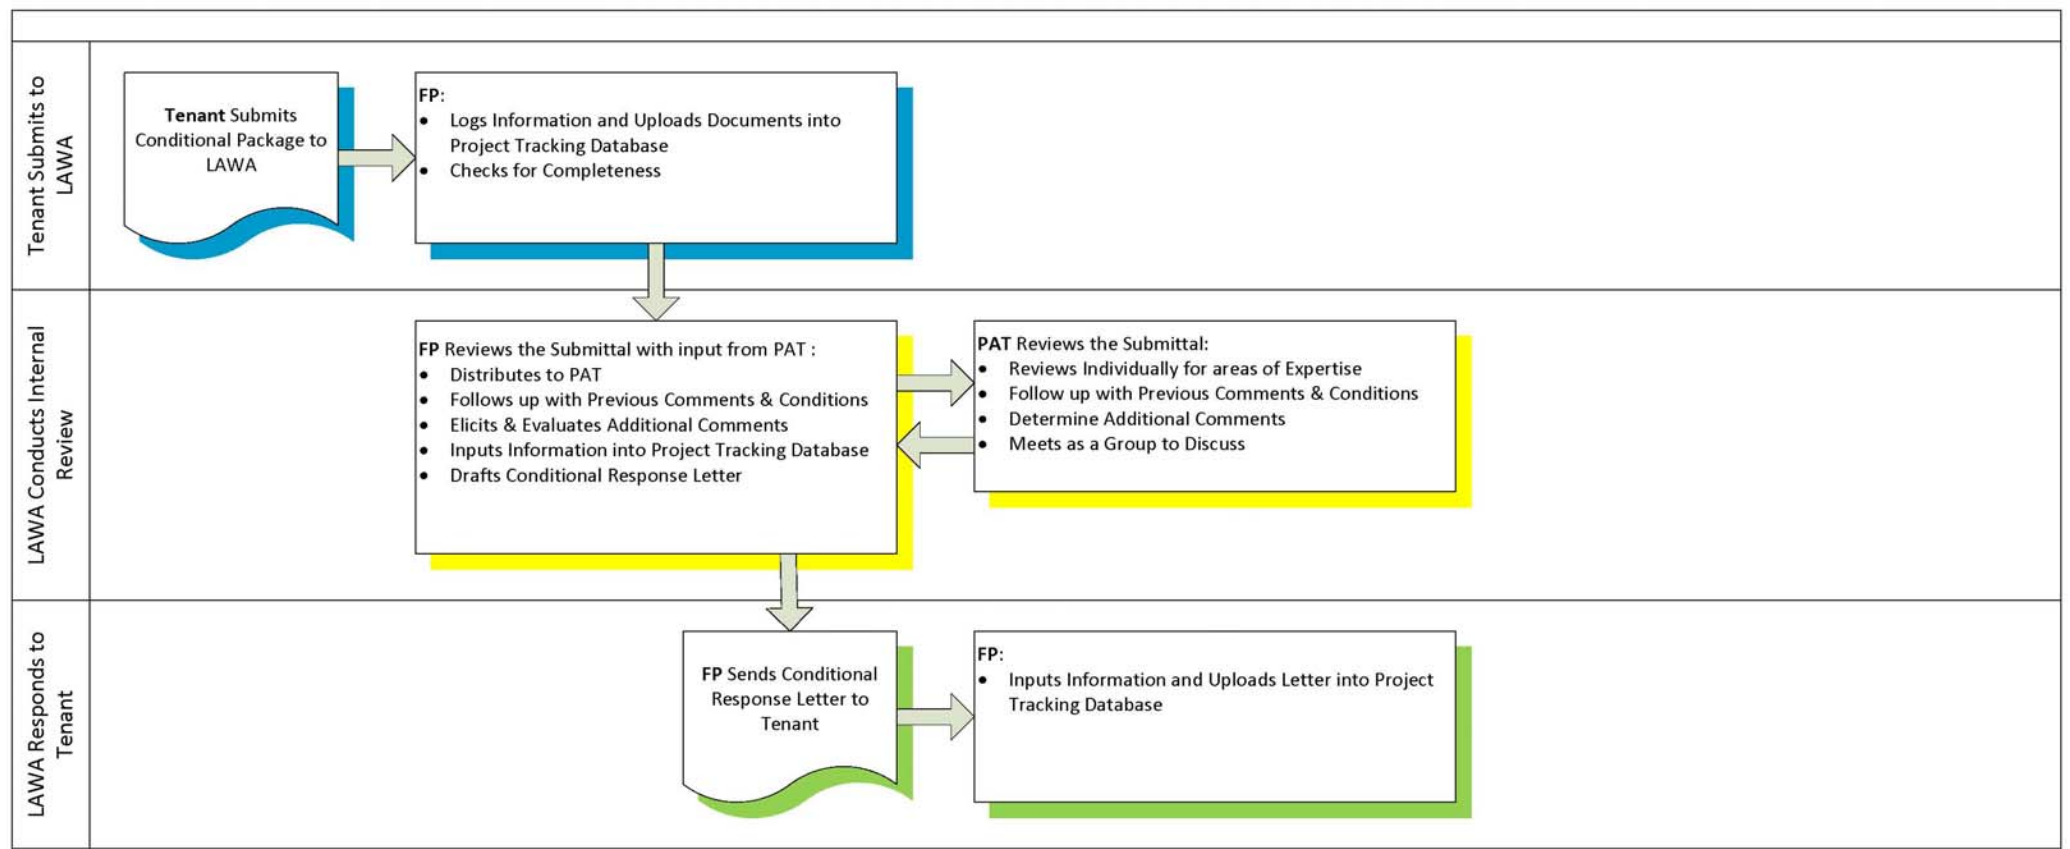 Tenant Submits to
LAWA
Tenant Submits
Conditional Package to
LAWA
FP:
• Logs Information and Uploads Documents into
Project Tracking Database
• Checks for Completeness
LAWA Conducts Internal
Review
FP Reviews the Submittal with input from PAT :
• Distributes to PAT
• Follows up with Previous Comments & Conditions
• Elicits & Evaluates Additional Comments
• Inputs Information into Project Tracking Database
• Drafts Conditional Response Letter
PAT Reviews the Submittal:
• Reviews Individually for areas of Expertise
• Follow up with Previous Comments & Conditions
• Determine Additional Comments
• Meets as a Group to Discuss
LAWA Responds to
Tenant
FP Sends Conditional
Response Letter to
Tenant
FP:
• Inputs Information and Uploads Letter into Project
Tracking Database